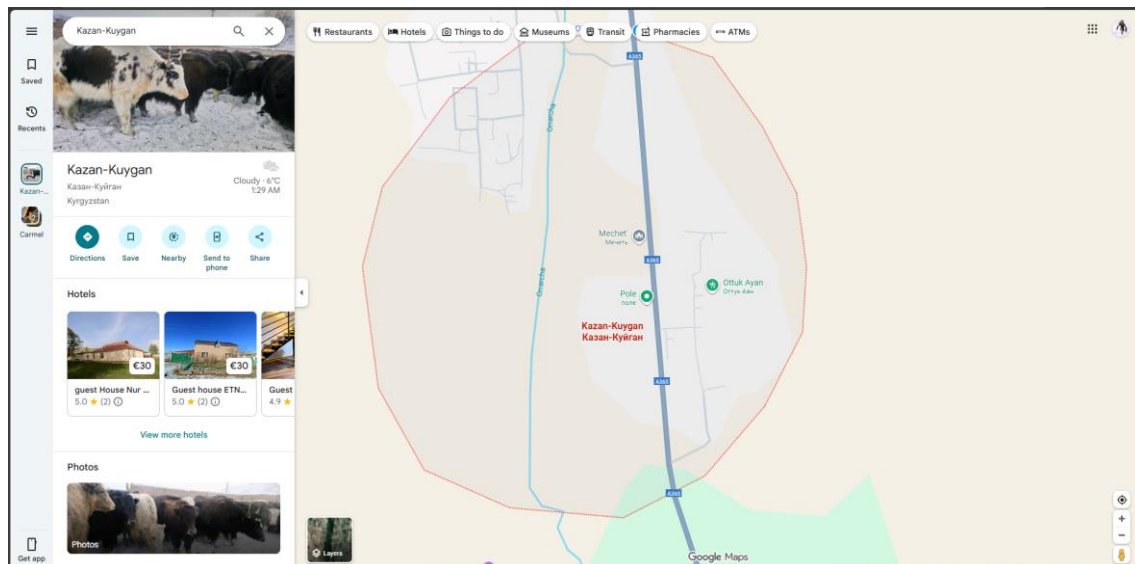 Kazan-Kuygan
Saved
Recents
Kazan-...
Carmel
Get app
Kazan-Kuygan
Казан-Куйган
Kyrgyzstan
Cloudy · 6°C
1:29 AM
Directions
Save
Nearby
Send to phone
Share
Hotels
€30
guest House Nur ...
5.0 (2)
€30
Guest house ETN...
5.0 (2)
Guest
4.9
View more hotels
Photos
Photos
Restaurants
Hotels
Things to do
Museums
Transit
Pharmacies
ATMs
A365
Onarcha
Mechet
Мечеть
A365
Onarcha
Ottuk Ayan
Оттук Аян
Pole
поле
Kazan-Kuygan
Казан-Куйган
A365
A365
Layers
Google Maps